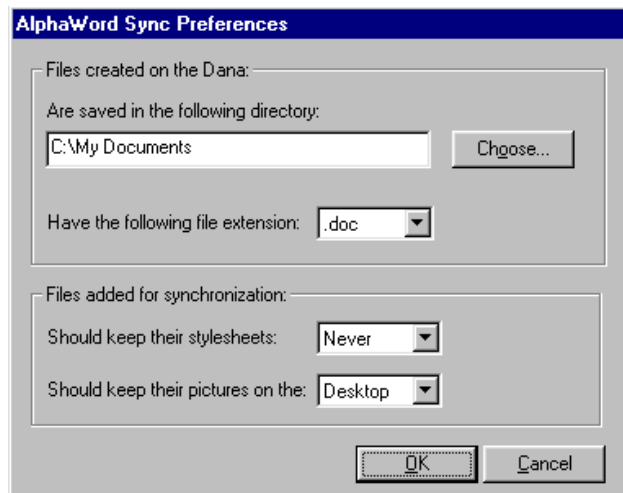 AlphaWord Sync Preferences
Files created on the Dana:
Are saved in the following directory:
C:\My Documents
Choose...
Have the following file extension: .doc
Files added for synchronization:
Should keep their stylesheets: Never
Should keep their pictures on the: Desktop
OK Cancel